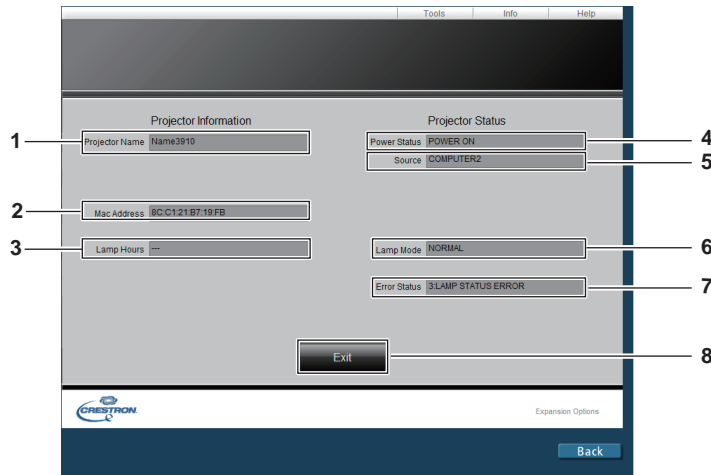 Tools Info Help
Projector Information Projector Status
1 Projector Name Name3910 Power Status POWER ON 4
Source COMPUTER2 5
2 Mac Address 8C:C1:21:B7:19:FB
3 Lamp Hours --- Lamp Mode NORMAL 6
Error Status 3:LAMP STATUS ERROR 7
Exit 8
CRESTRON. Expansion Options
Back